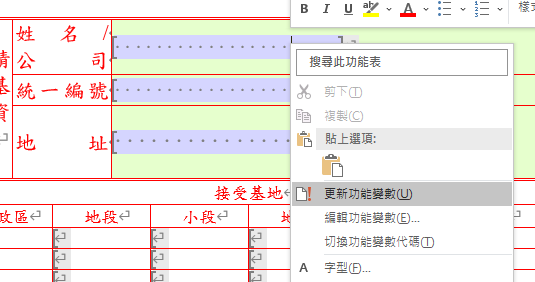 B I U A 樣式
姓名/
公司
統一編號
地址
請
基
資
接受基地
政區 地段 小段 地
搜尋此功能表
剪下(T)
複製(C)
貼上選項:
更新功能變數(U)
編輯功能變數(E)...
切換功能變數代碼(T)
A 字型(F)...